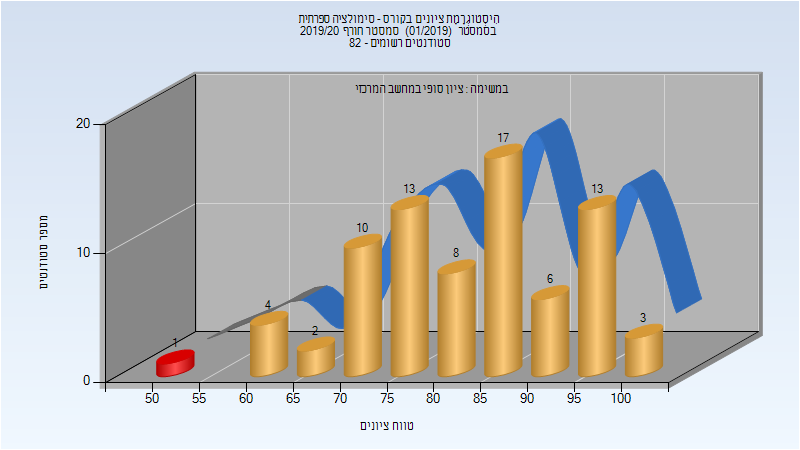 היסטוגרמת ציונים בקורס - סימולציה ספרתית
בסמסטר (01/2019) סמסטר חורף 2019/20
סטודנטים רשומים - 82
במשימה : ציון סופי במחשב המרכזי
20
10
0
מספר סטודנטים
1
4
2
10
13
8
17
6
13
3
50 55 60 65 70 75 80 85 90 95 100
טווח ציונים